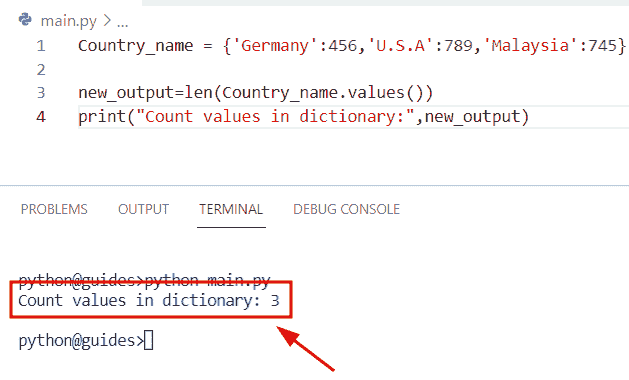 main.py > ...
1 Country_name = {'Germany':456,'U.S.A':789,'Malaysia':745}
2
3 new_output=len(Country_name.values())
4 print("Count values in dictionary:",new_output)
PROBLEMS OUTPUT TERMINAL DEBUG CONSOLE
python@guides>python main.py
Count values in dictionary: 3
python@guides>